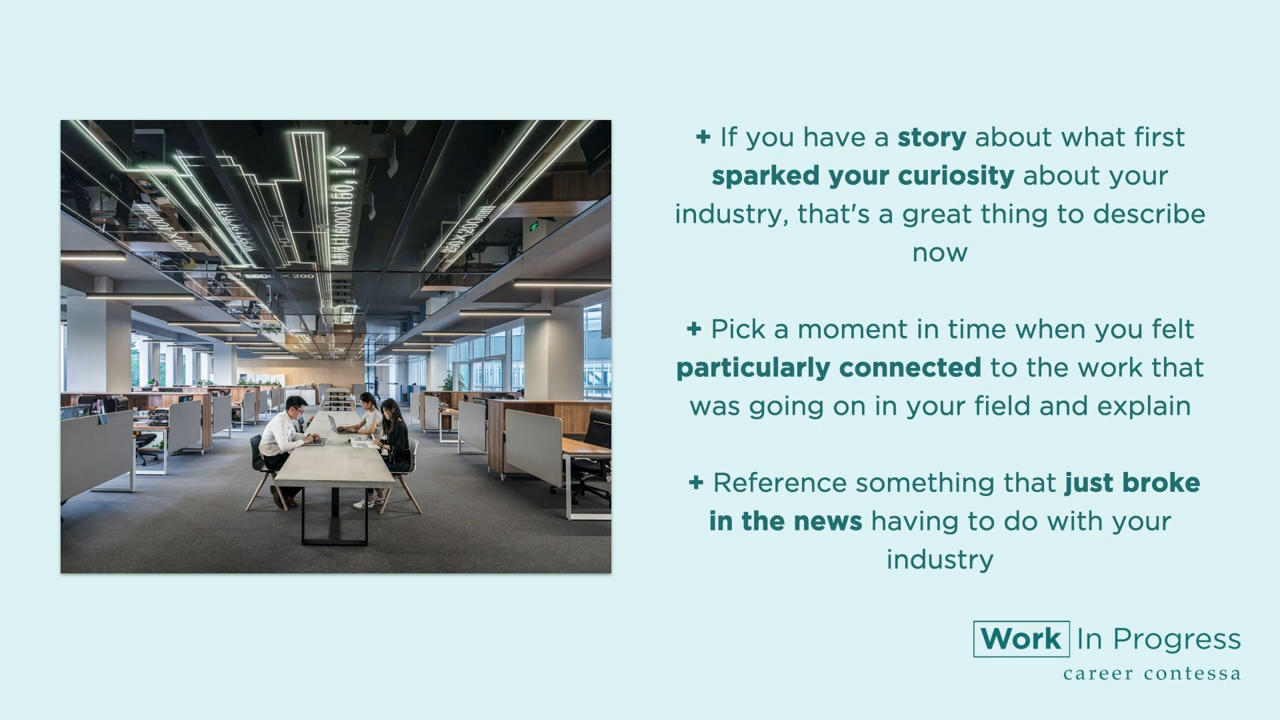 + If you have a story about what first
sparked your curiosity about your
industry, that's a great thing to describe
now
+ Pick a moment in time when you felt
particularly connected to the work that
was going on in your field and explain
+ Reference something that just broke
in the news having to do with your
industry
Work In Progress
career contessa